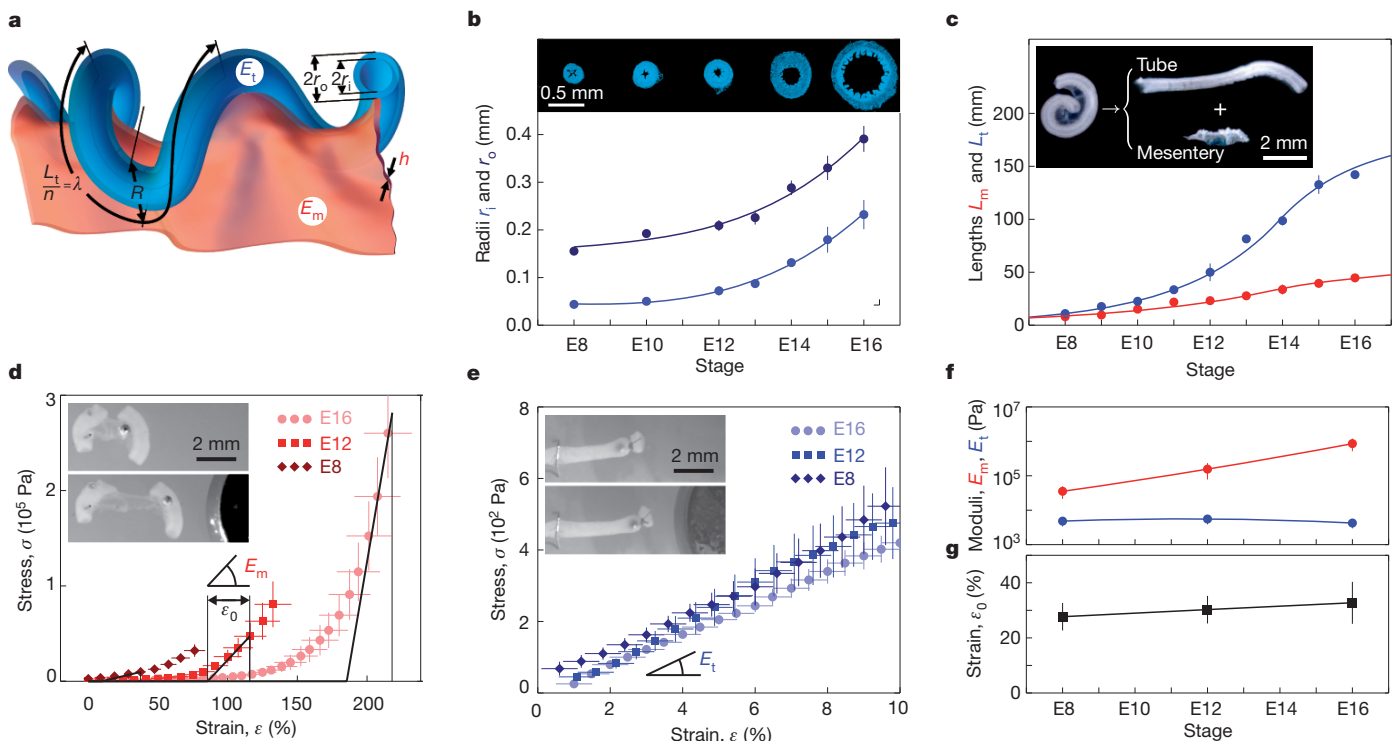 a
E_t
2r_o
2r_i
h
L_t/n = λ
R
E_m
b
0.5 mm
Radii r_i and r_o (mm)
0.4
0.3
0.2
0.1
0.0
E8 E10 E12 E14 E16
Stage
c
Tube
+
Mesentery
2 mm
Lengths L_m and L_t (mm)
200
150
100
50
0
E8 E10 E12 E14 E16
Stage
d
2 mm
E16
E12
E8
E_m
ε_0
Stress, σ (10^5 Pa)
3
2
1
0
0 50 100 150 200
Strain, ε (%)
e
2 mm
E16
E12
E8
E_t
Stress, σ (10^2 Pa)
8
6
4
2
0
0 2 4 6 8 10
Strain, ε (%)
f
Moduli, E_m, E_t (Pa)
10^7
10^5
10^3
g
Strain, ε_0 (%)
40
20
0
E8 E10 E12 E14 E16
Stage